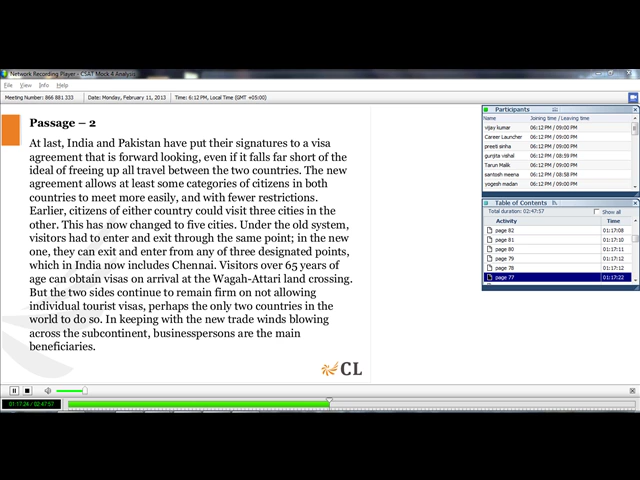 Network Recording Player - CSAT Mock 4 Analysis
File View Info Help
Meeting Number: 866 881 333 Date: Monday, February 11, 2013 Time: 6:12 PM, Local Time (GMT +05:00)
Passage – 2
At last, India and Pakistan have put their signatures to a visa
agreement that is forward looking, even if it falls far short of the
ideal of freeing up all travel between the two countries. The new
agreement allows at least some categories of citizens in both
countries to meet more easily, and with fewer restrictions.
Earlier, citizens of either country could visit three cities in the
other. This has now changed to five cities. Under the old system,
visitors had to enter and exit through the same point; in the new
one, they can exit and enter from any of three designated points,
which in India now includes Chennai. Visitors over 65 years of
age can obtain visas on arrival at the Wagah-Attari land crossing.
But the two sides continue to remain firm on not allowing
individual tourist visas, perhaps the only two countries in the
world to do so. In keeping with the new trade winds blowing
across the subcontinent, businesspersons are the main
beneficiaries.
CL
Participants
Name Joining time / Leaving time
vijay kumar 06:12 PM / 09:00 PM
Career Launcher 06:12 PM / 09:00 PM
preeti sinha 06:12 PM / 09:00 PM
gunjita vishal 06:12 PM / 08:59 PM
Tarun Malik 06:12 PM / 09:00 PM
santosh meena 06:12 PM / 08:58 PM
yogesh madan 06:12 PM / 09:00 PM
Table of Contents
Total duration: 02:47:57 Show all
Activity Time
page 82 01:17:08
page 81 01:17:10
page 80 01:17:11
page 79 01:17:12
page 78 01:17:12
page 77 01:17:22
01:17:24 / 02:47:57